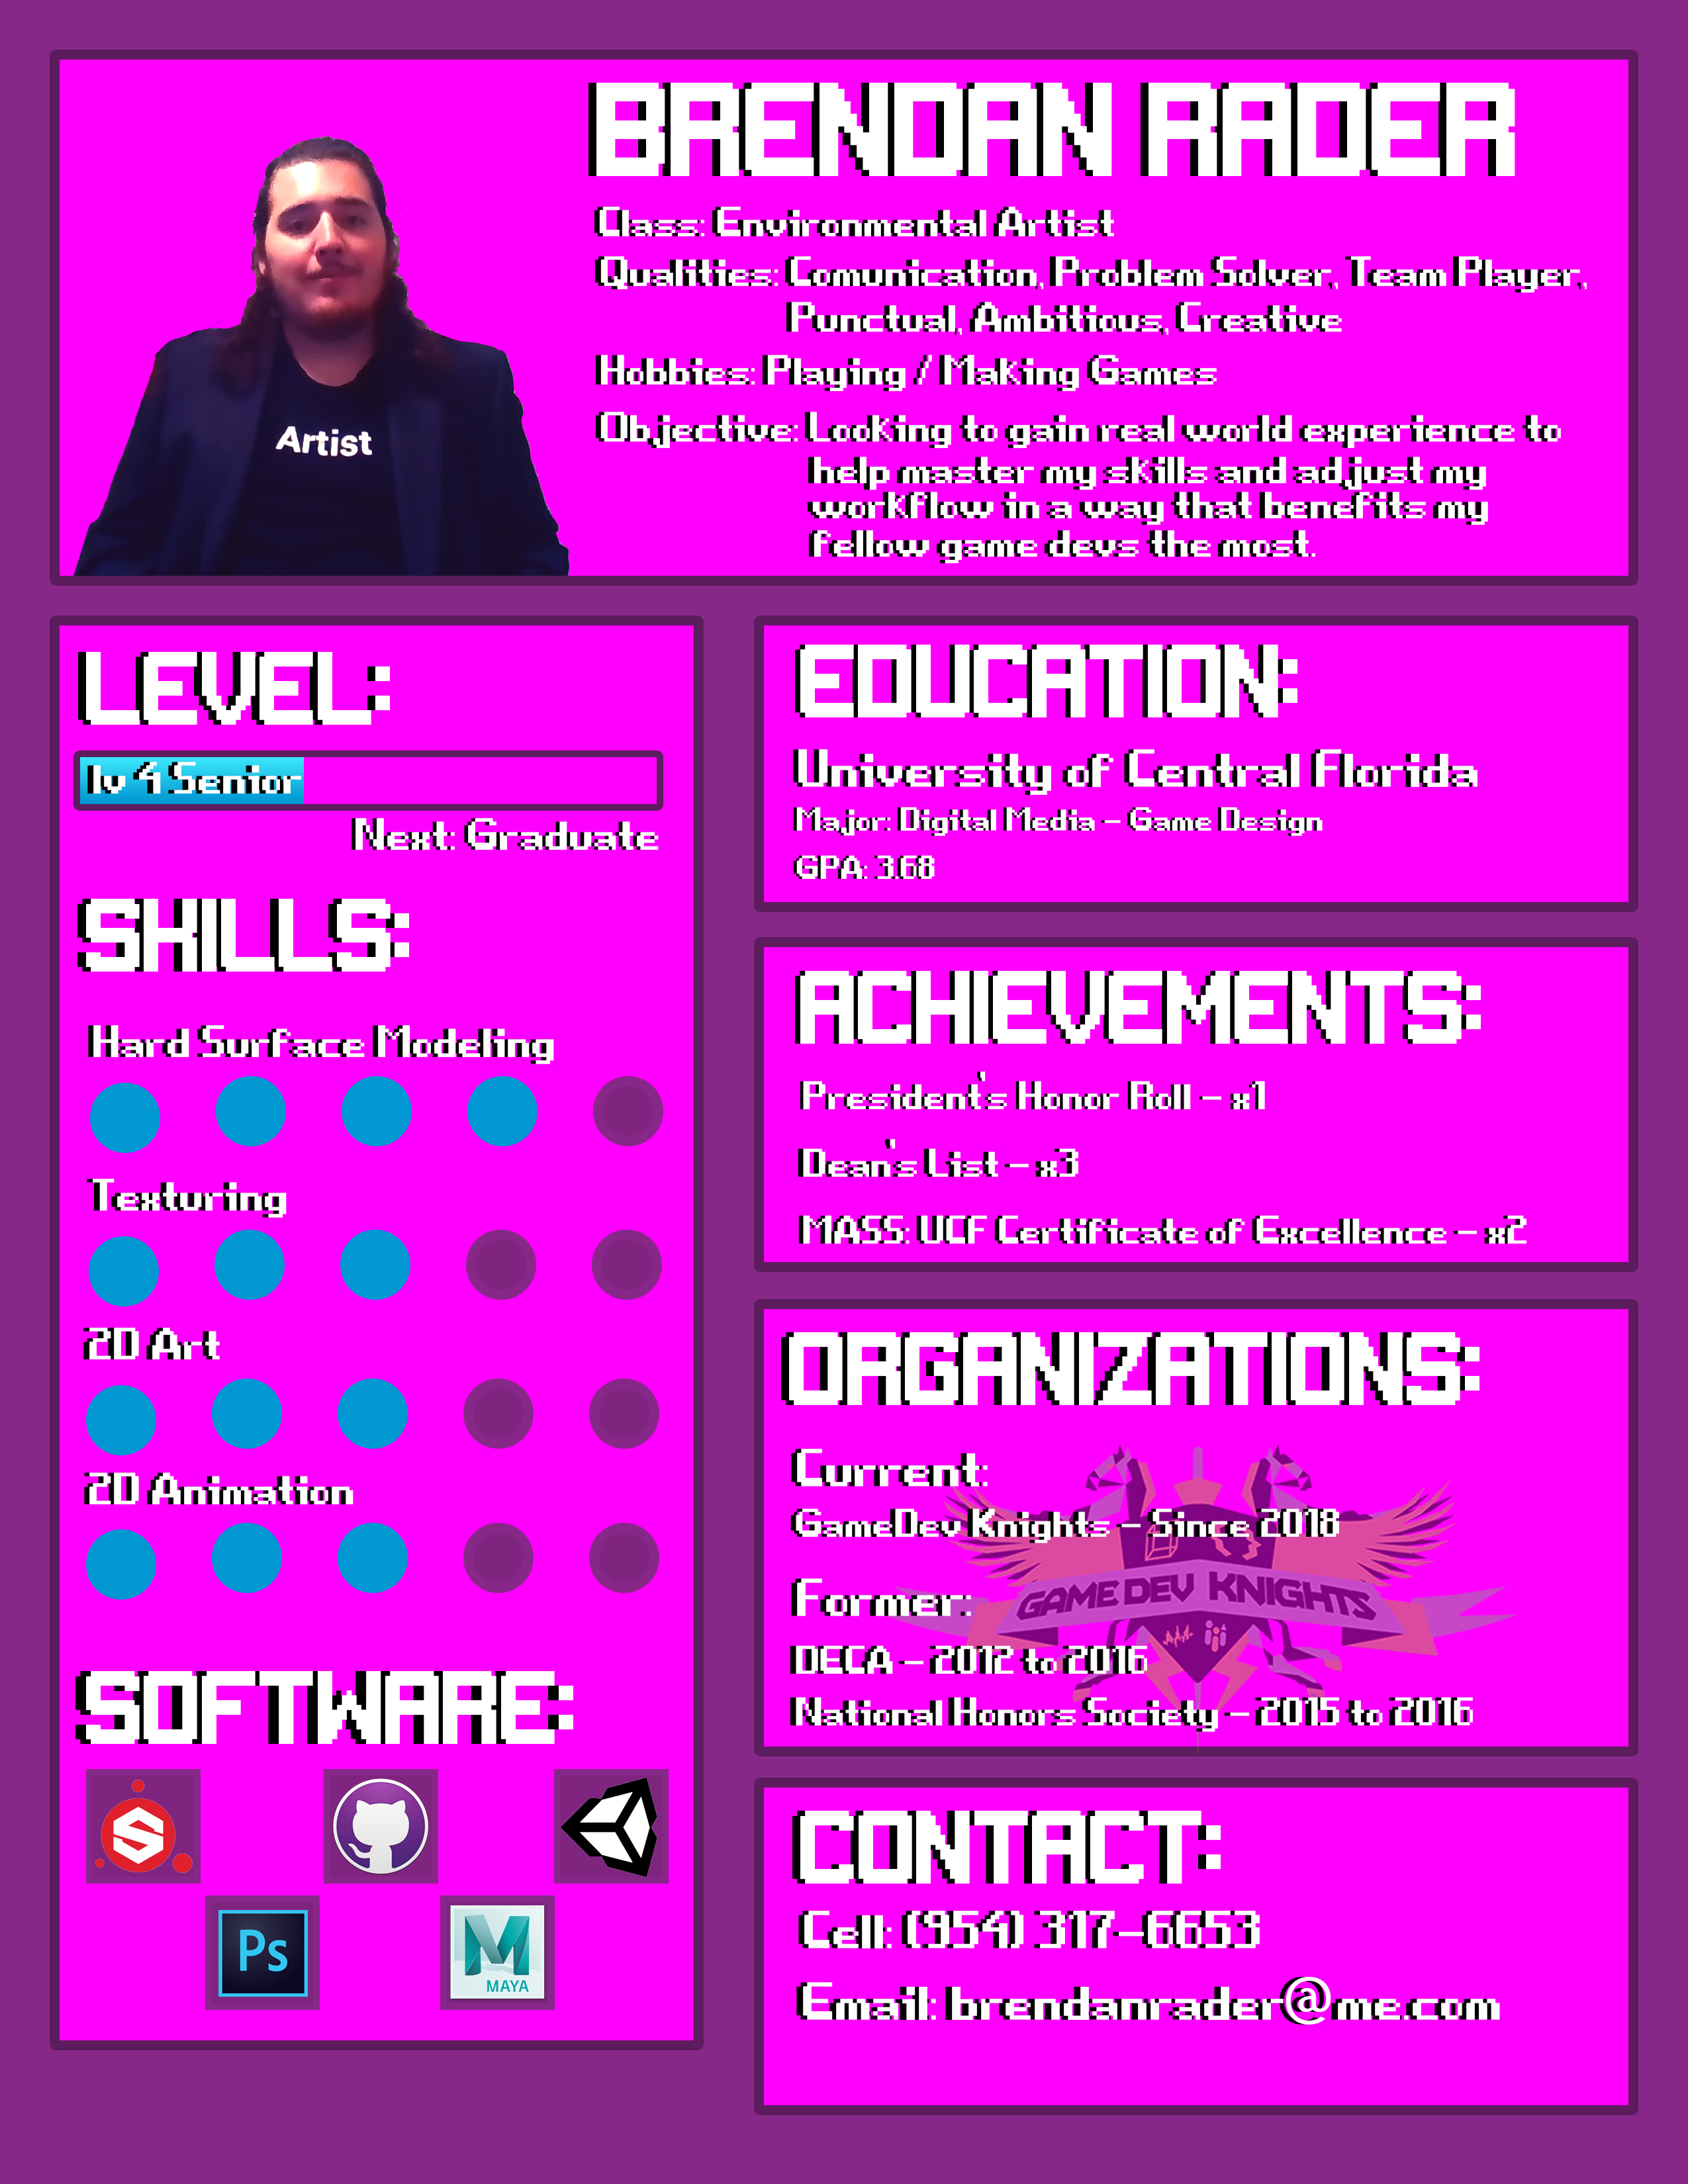 BRENDAN RADER
Class: Environmental Artist
Qualities: Comunication, Problem Solver, Team Player,
Punctual, Ambitious, Creative
Hobbies: Playing / Making Games
Objective: Looking to gain real world experience to
help master my skills and adjust my
workflow in a way that benefits my
fellow game devs the most.
Artist
LEVEL:
lv 4 Senior
Next: Graduate
SKILLS:
Hard Surface Modeling
Texturing
2D Art
2D Animation
SOFTWARE:
S
Ps
M
MAYA
EDUCATION:
University of Central Florida
Major: Digital Media - Game Design
GPA: 3.68
ACHIEVEMENTS:
President's Honor Roll - x1
Dean's List - x3
MASS: UCF Certificate of Excellence - x2
ORGANIZATIONS:
Current:
GameDev Knights - Since 2018
GAME DEV KNIGHTS
Former:
DECA - 2012 to 2016
National Honors Society - 2015 to 2016
CONTACT:
Cell: (954) 317-6653
Email: brendanrader@me.com